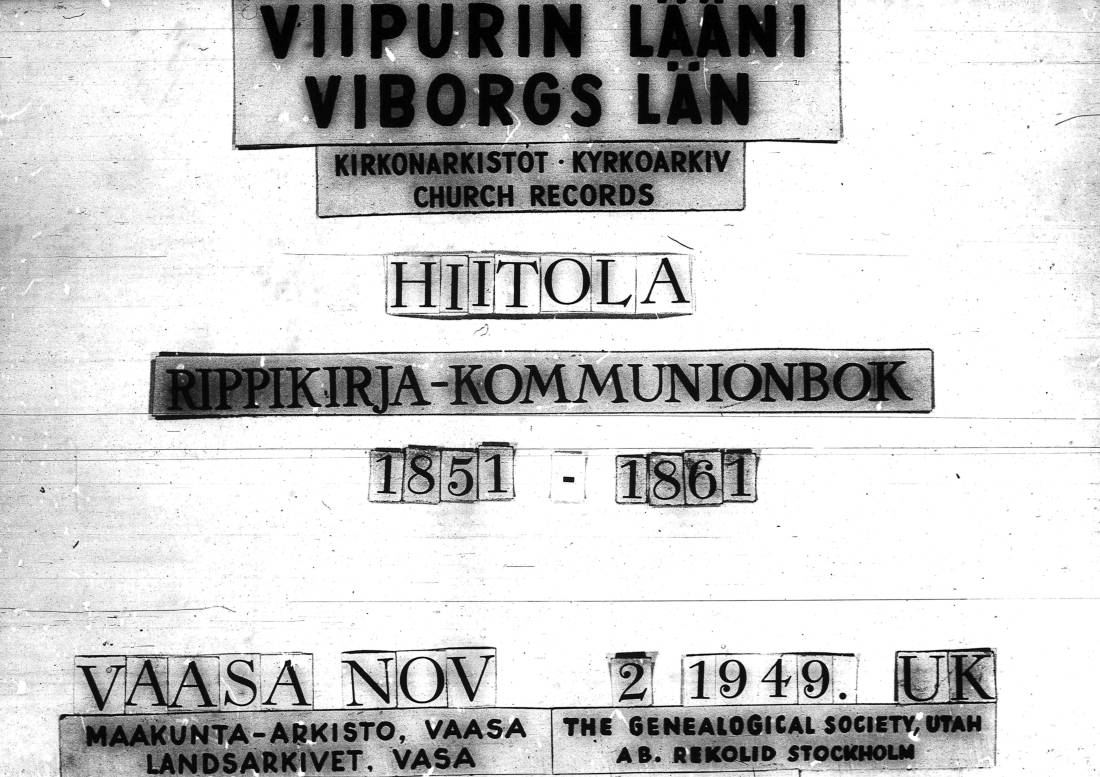 VIIPURIN LÄÄNI
VIBORGS LÄN
KIRKONARKISTOT · KYRKOARKIV
CHURCH RECORDS
HIITOLA
RIPPIKIRJA-KOMMUNIONBOK
1851 - 1861
VAASA NOV 2 1949. UK
MAAKUNTA-ARKISTO, VAASA
LANDSARKIVET, VASA
THE GENEALOGICAL SOCIETY, UTAH
AB. REKOLID STOCKHOLM